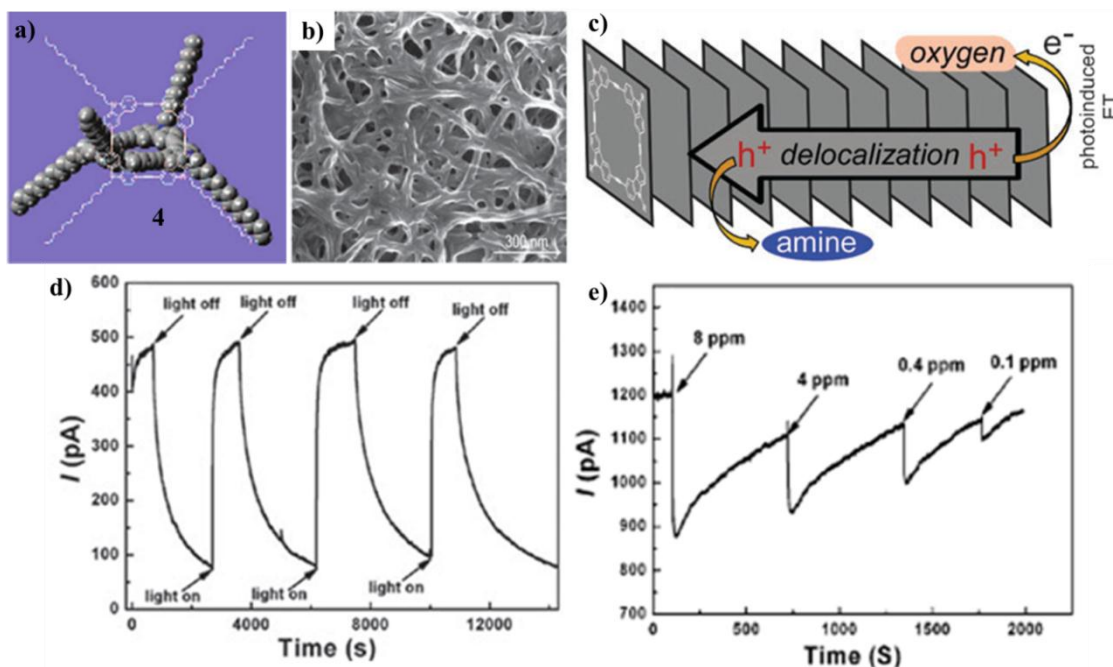 a)
4
b)
300 nm
c)
oxygen
e-
photoinduced
ET
h+ delocalization h+
amine
d)
600
500
400
300
200
100
0
I (pA)
light off
light off
light off
light off
light on
light on
light on
0
4000
8000
12000
Time (s)
e)
1400
1300
1200
1100
1000
900
800
700
I (pA)
8 ppm
4 ppm
0.4 ppm
0.1 ppm
0
500
1000
1500
2000
Time (S)